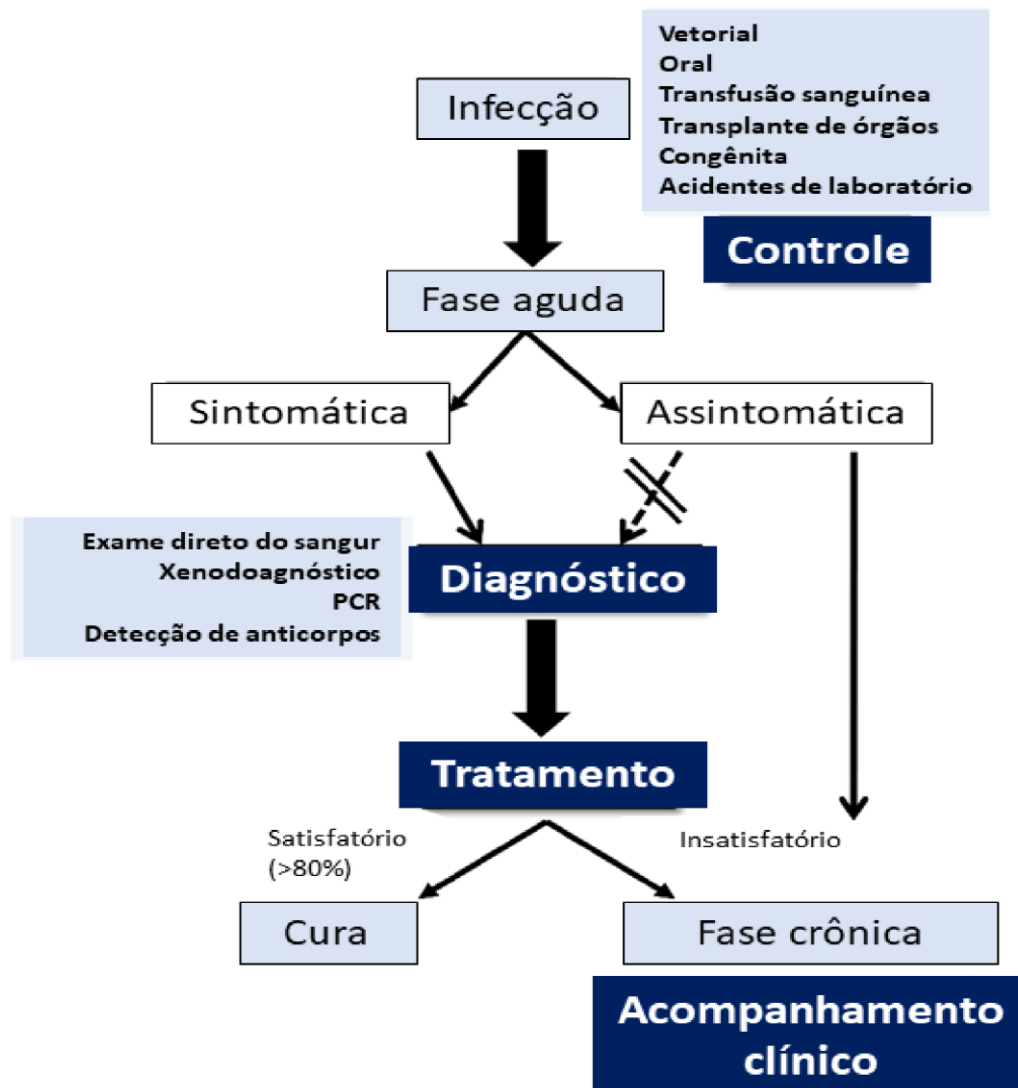 Vetorial
Oral
Transfusão sanguínea
Transplante de órgãos
Congênita
Acidentes de laboratório
Infecção
Controle
Fase aguda
Sintomática
Assintomática
Exame direto do sangur
Xenodoagnóstico
PCR
Detecção de anticorpos
Diagnóstico
Tratamento
Satisfatório
(>80%)
Insatisfatório
Cura
Fase crônica
Acompanhamento
clínico